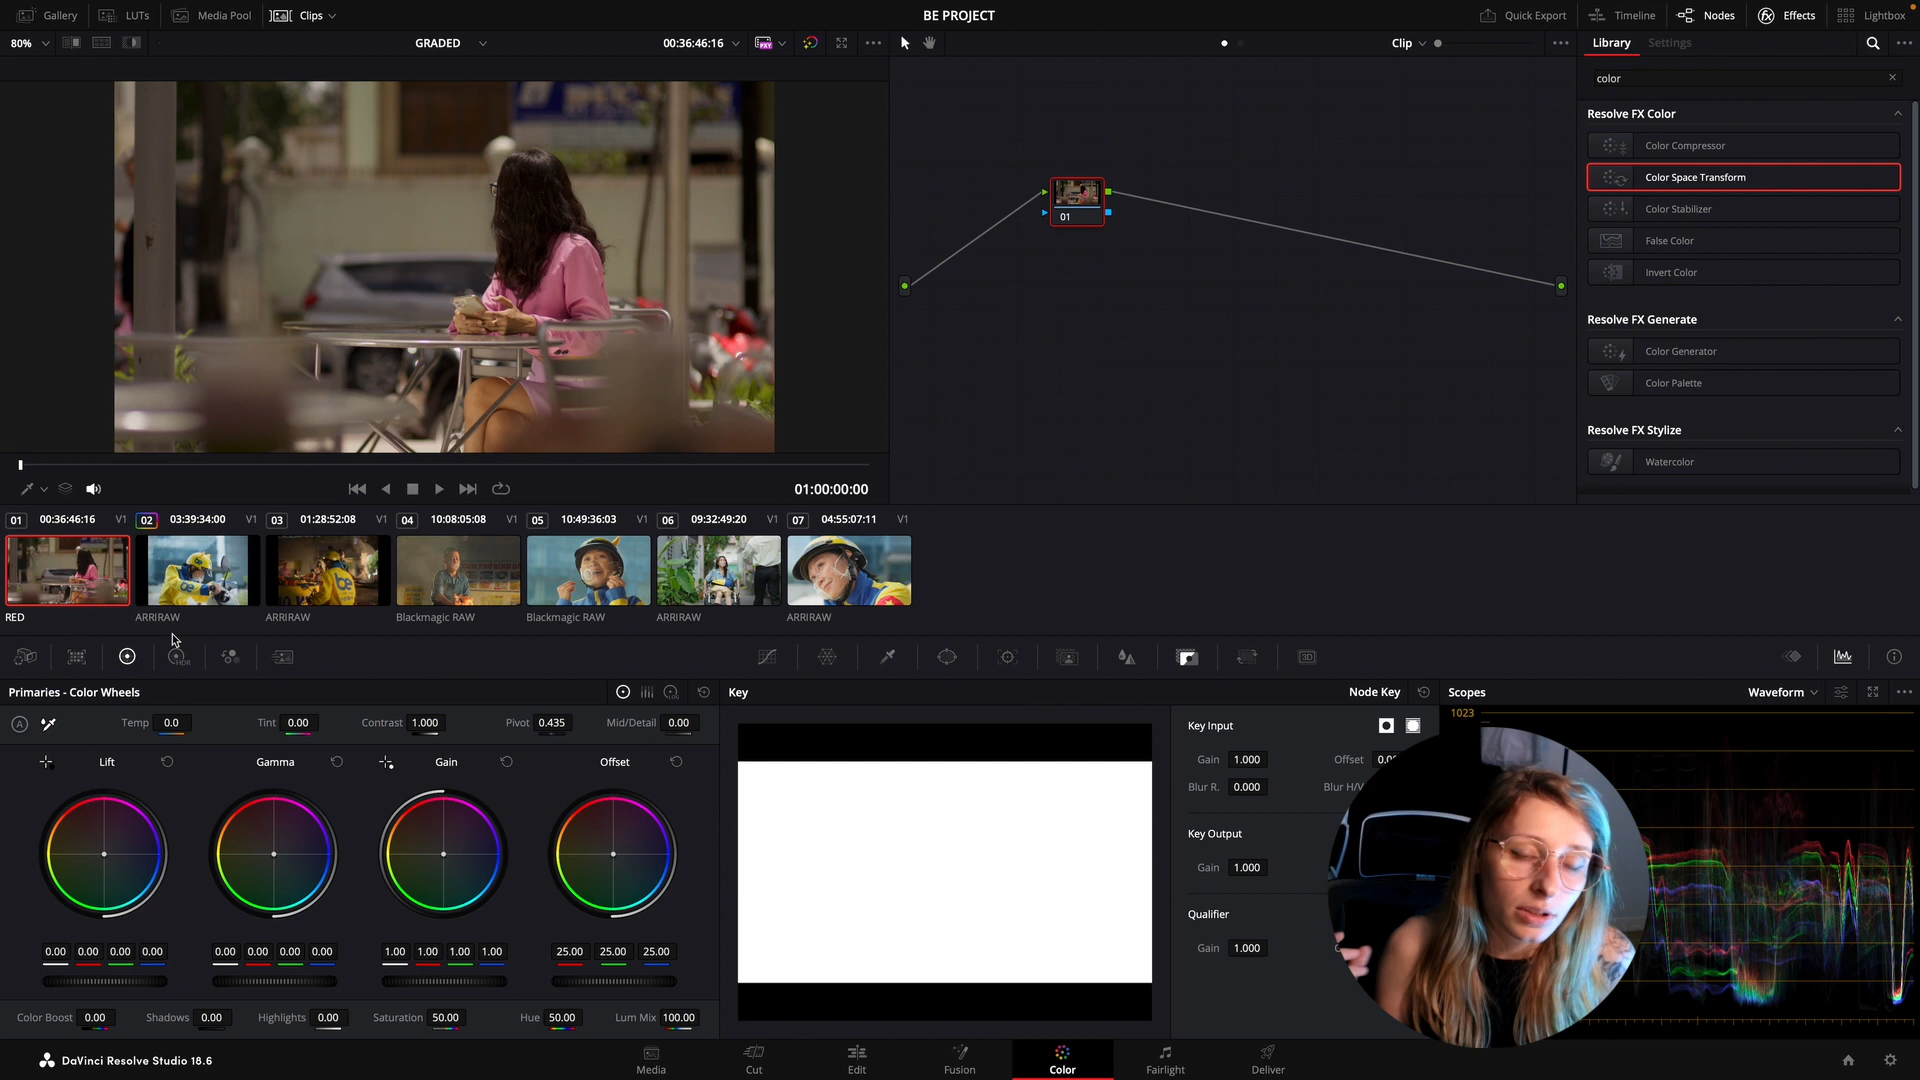 Gallery LUTs Media Pool Clips BE PROJECT Quick Export Timeline Nodes Effects Lightbox
80% GRADED 00:36:46:16 Clip Library Settings
color
Resolve FX Color
Color Compressor
Color Space Transform
Color Stabilizer
False Color
Invert Color
Resolve FX Generate
Color Generator
Color Palette
Resolve FX Stylize
Watercolor
01
01:00:00:00
01 00:36:46:16 V1 02 03:39:34:00 V1 03 01:28:52:08 V1 04 10:08:05:08 V1 05 10:49:36:03 V1 06 09:32:49:20 V1 07 04:55:07:11 V1
RED ARRIRAW ARRIRAW Blackmagic RAW Blackmagic RAW ARRIRAW ARRIRAW
HDR 3D
Primaries - Color Wheels LOG Key Node Key Scopes Waveform
A Temp 0.0 Tint 0.00 Contrast 1.000 Pivot 0.435 Mid/Detail 0.00
Lift Gamma Gain Offset
0.00 0.00 0.00 0.00 0.00 0.00 0.00 0.00 1.00 1.00 1.00 1.00 25.00 25.00 25.00
Color Boost 0.00 Shadows 0.00 Highlights 0.00 Saturation 50.00 Hue 50.00 Lum Mix 100.00
Key Input
Gain 1.000 Offset
Blur R. 0.000 Blur H/V
Key Output
Gain 1.000
Qualifier
Gain 1.000
1023
DaVinci Resolve Studio 18.6
Media Cut Edit Fusion Color Fairlight Deliver